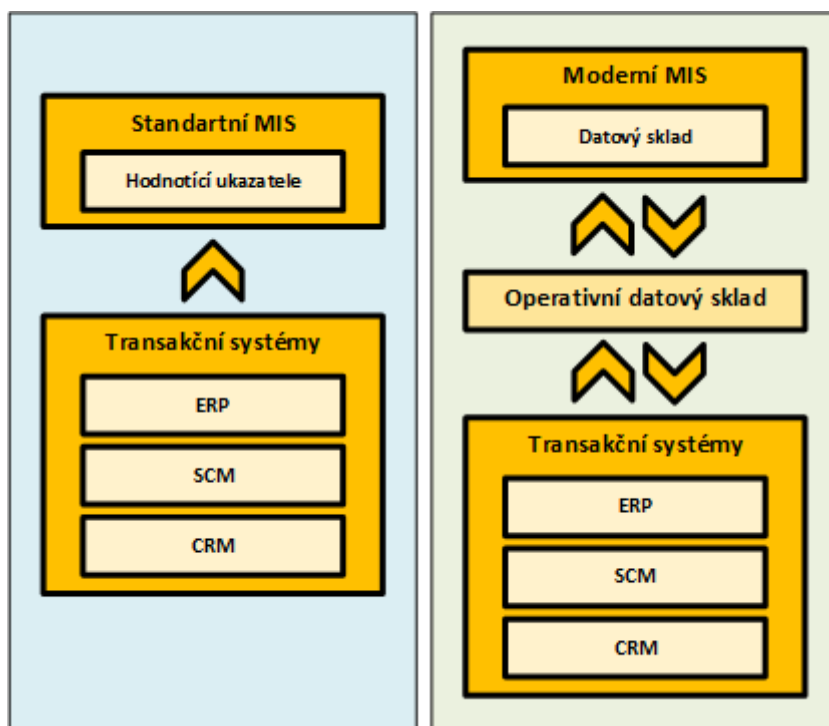 Standartní MIS
Hodnotící ukazatele
Transakční systémy
ERP
SCM
CRM
Moderní MIS
Datový sklad
Operativní datový sklad
Transakční systémy
ERP
SCM
CRM